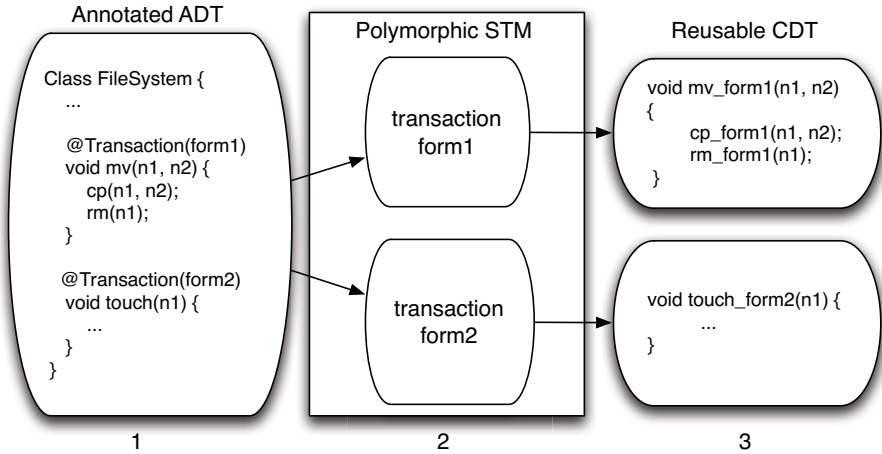 Annotated ADT
Class FileSystem {
...
@Transaction(form1)
void mv(n1, n2) {
cp(n1, n2);
rm(n1);
}
@Transaction(form2)
void touch(n1) {
...
}
}
1
Polymorphic STM
transaction
form1
transaction
form2
2
Reusable CDT
void mv_form1(n1, n2)
{
cp_form1(n1, n2);
rm_form1(n1);
}
void touch_form2(n1) {
...
}
3